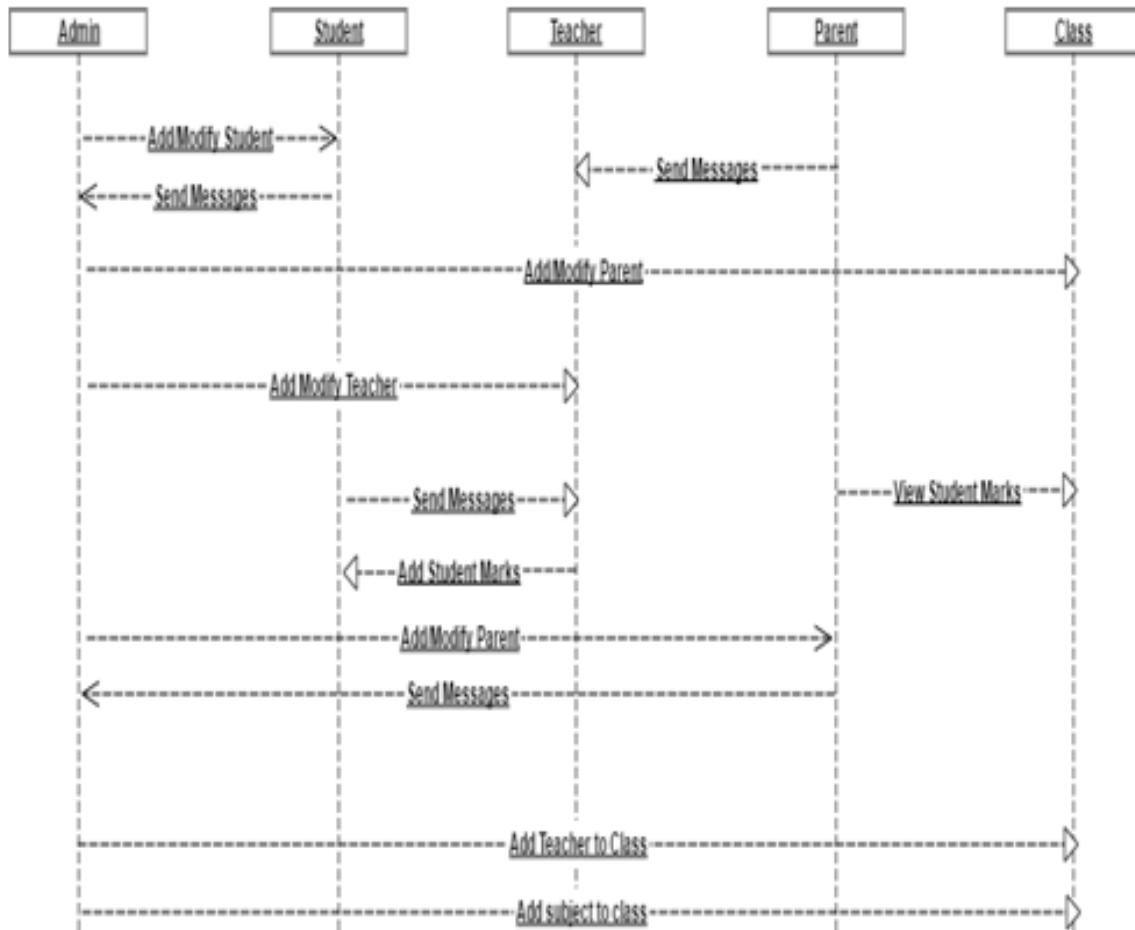 Admin
Student
Teacher
Parent
Class
Add/Modify Student
Send Messages
Send Messages
Add/Modify Parent
Add Modify Teacher
View Student Marks
Send Messages
Add Student Marks
Add/Modify Parent
Send Messages
Add Teacher to Class
Add subject to class